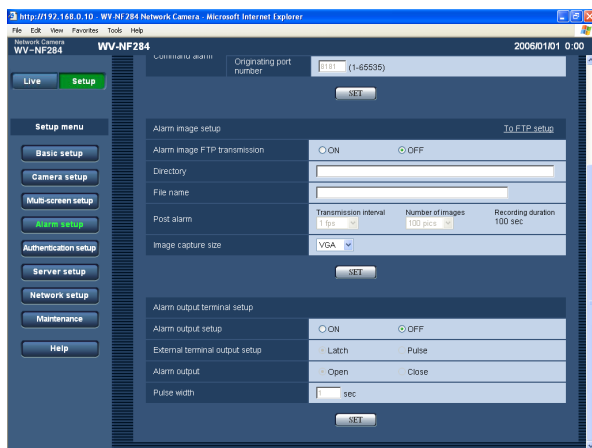 http://192.168.0.10 - WV-NF284 Network Camera - Microsoft Internet Explorer
File Edit View Favorites Tools Help
Network Camera
WV-NF284
WV-NF284
2006/01/01 0:00
Live Setup
Command alarm Originating port number 8181 (1-65535)
SET
Setup menu
Basic setup
Camera setup
Multi-screen setup
Alarm setup
Authentication setup
Server setup
Network setup
Maintenance
Help
Alarm image setup To FTP setup
Alarm image FTP transmission ON OFF
Directory
File name
Post alarm
Transmission interval Number of images Recording duration
1 fps 100 pics 100 sec
Image capture size VGA
SET
Alarm output terminal setup
Alarm output setup ON OFF
External terminal output setup Latch Pulse
Alarm output Open Close
Pulse width 1 sec
SET